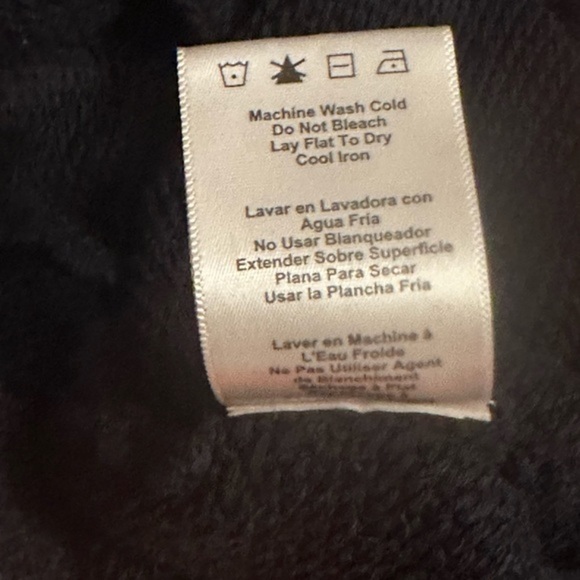 Machine Wash Cold
Do Not Bleach
Lay Flat To Dry
Cool Iron
Lavar en Lavadora con
Agua Fria
No Usar Blanqueador
Extender Sobre Superficie
Plana Para Secar
Usar la Plancha Fria
Laver en Machine à
L'Eau Froide
Ne Pas Utiliser Agent
de Blanchiment
Séchage à Plat